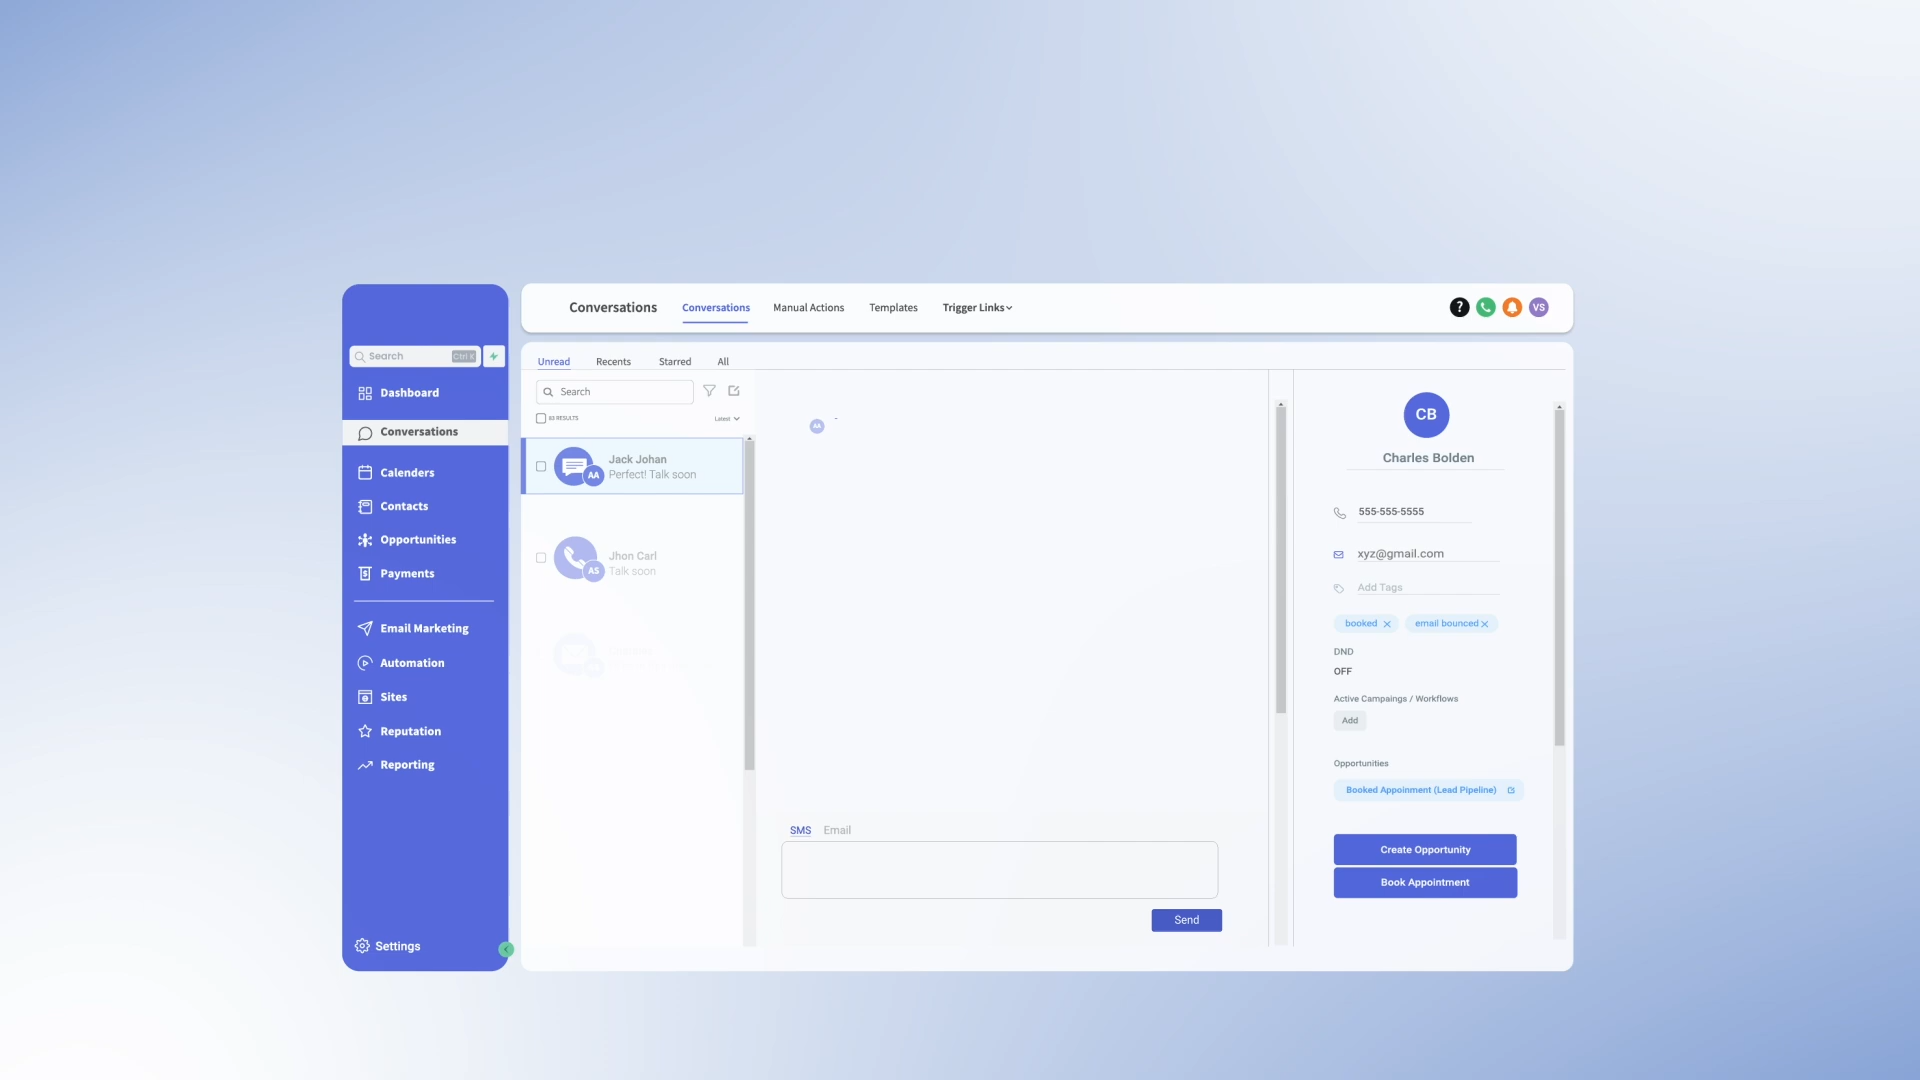 Search Ctrl K
Dashboard
Conversations
Calenders
Contacts
Opportunities
Payments
Email Marketing
Automation
Sites
Reputation
Reporting
Settings
Conversations Conversations Manual Actions Templates Trigger Links ? VS
Unread Recents Starred All
Search
63 RESULTS Latest
Jack Johan
AA Perfect! Talk soon
Jhon Carl
AS Talk soon
AA -
SMS Email
Send
CB
Charles Bolden
555-555-5555
xyz@gmail.com
Add Tags
booked email bounced
DND
OFF
Active Campaings / Workflows
Add
Opportunities
Booked Appoinment (Lead Pipeline)
Create Opportunity
Book Appointment